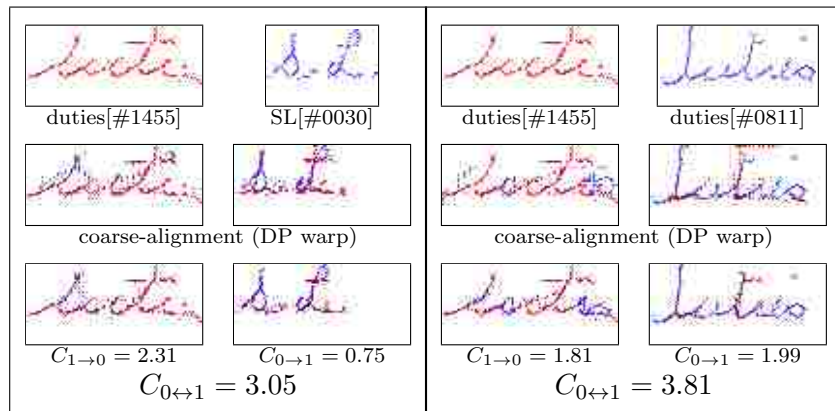 duties[#1455] SL[#0030] duties[#1455] duties[#0811]
coarse-alignment (DP warp) coarse-alignment (DP warp)
C1→0 = 2.31 C0→1 = 0.75 C1→0 = 1.81 C0→1 = 1.99
C0↔1 = 3.05 C0↔1 = 3.81